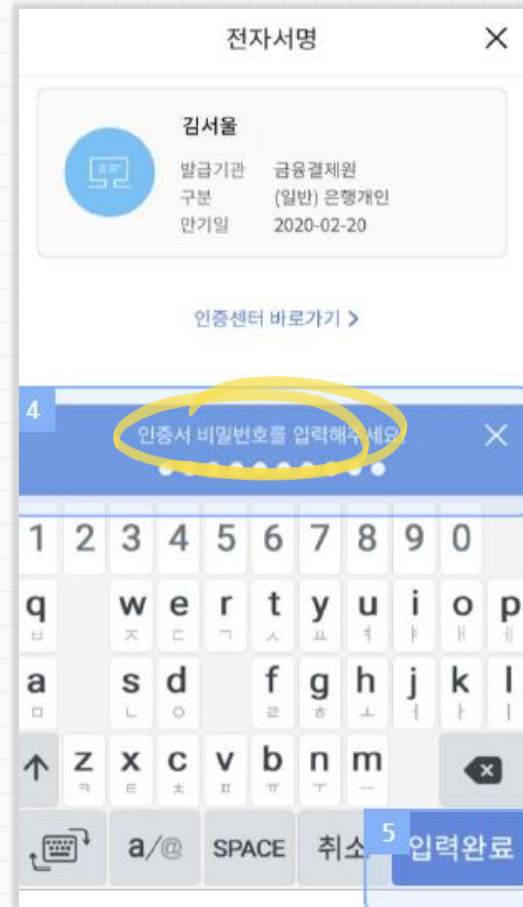 전자서명
김서울
발급기관 금융결제원
구분 (일반) 은행개인
만기일 2020-02-20
인증센터 바로가기 >
4
인증서 비밀번호를 입력해주세요.
1 2 3 4 5 6 7 8 9 0
q w e r t y u i o p
ㅂ ㅈ ㄷ ㄱ ㅅ ㅛ ㅕ ㅑ ㅐ ㅔ
a s d f g h j k l
ㅁ ㄴ ㅇ ㄹ ㅎ ㅗ ㅓ ㅏ ㅣ
z x c v b n m
ㅋ ㅌ ㅊ ㅍ ㅠ ㅜ ㅡ
a/@ SPACE 취소 5 입력완료